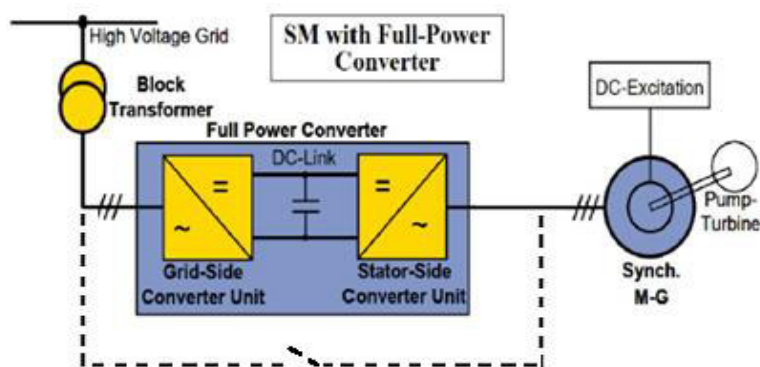 High Voltage Grid
SM with Full-Power
Converter
Block
Transformer
DC-Excitation
Full Power Converter
DC-Link
=
=
~
~
Pump-
Turbine
Grid-Side
Converter Unit
Stator-Side
Converter Unit
Synch.
M-G